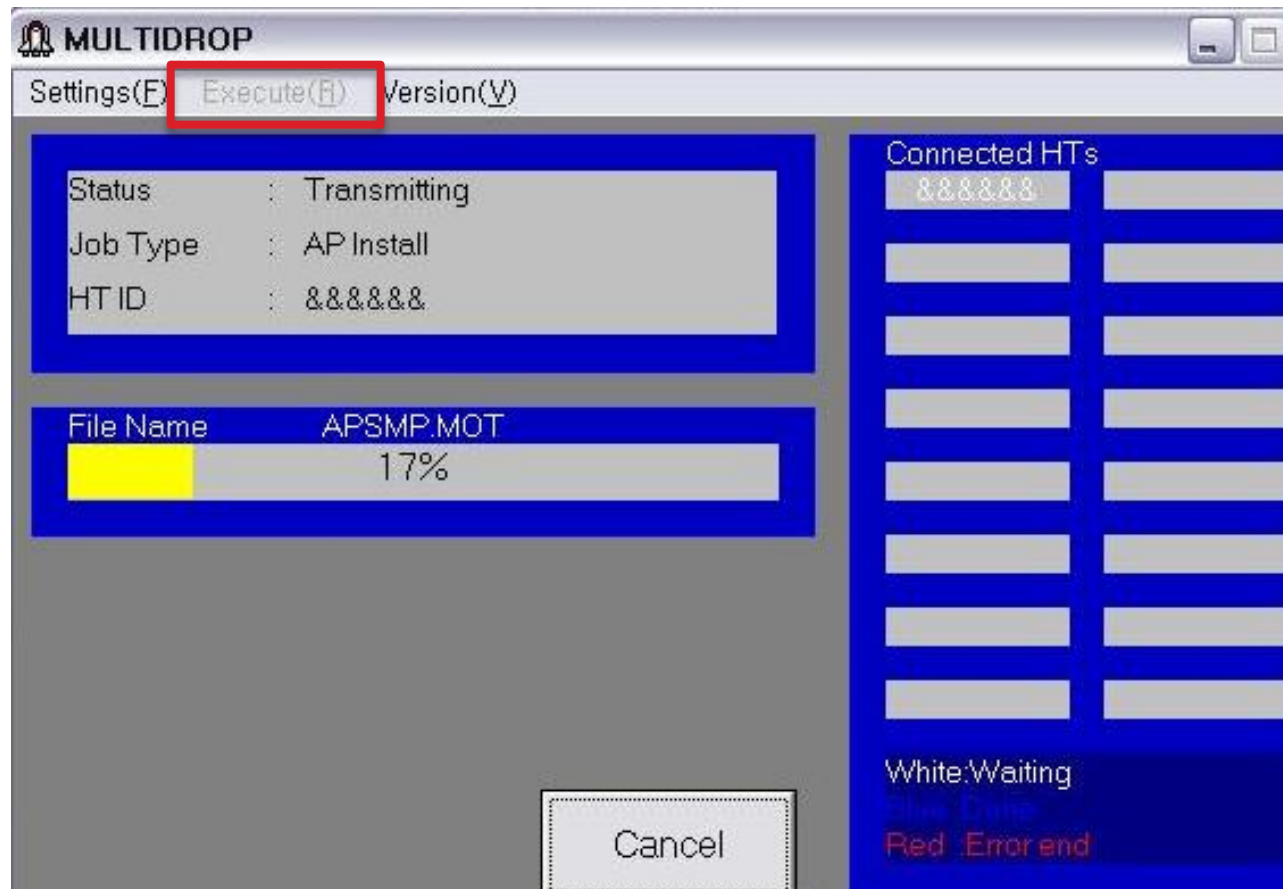 MULTIDROP
Settings(F) Execute(R) Version(V)
Status : Transmitting
Job Type : AP Install
HT ID : &&&&&&
File Name APSMP.MOT
17%
Cancel
Connected HTs
&&&&&&
White:Waiting
Blue :Done
Red :Error end